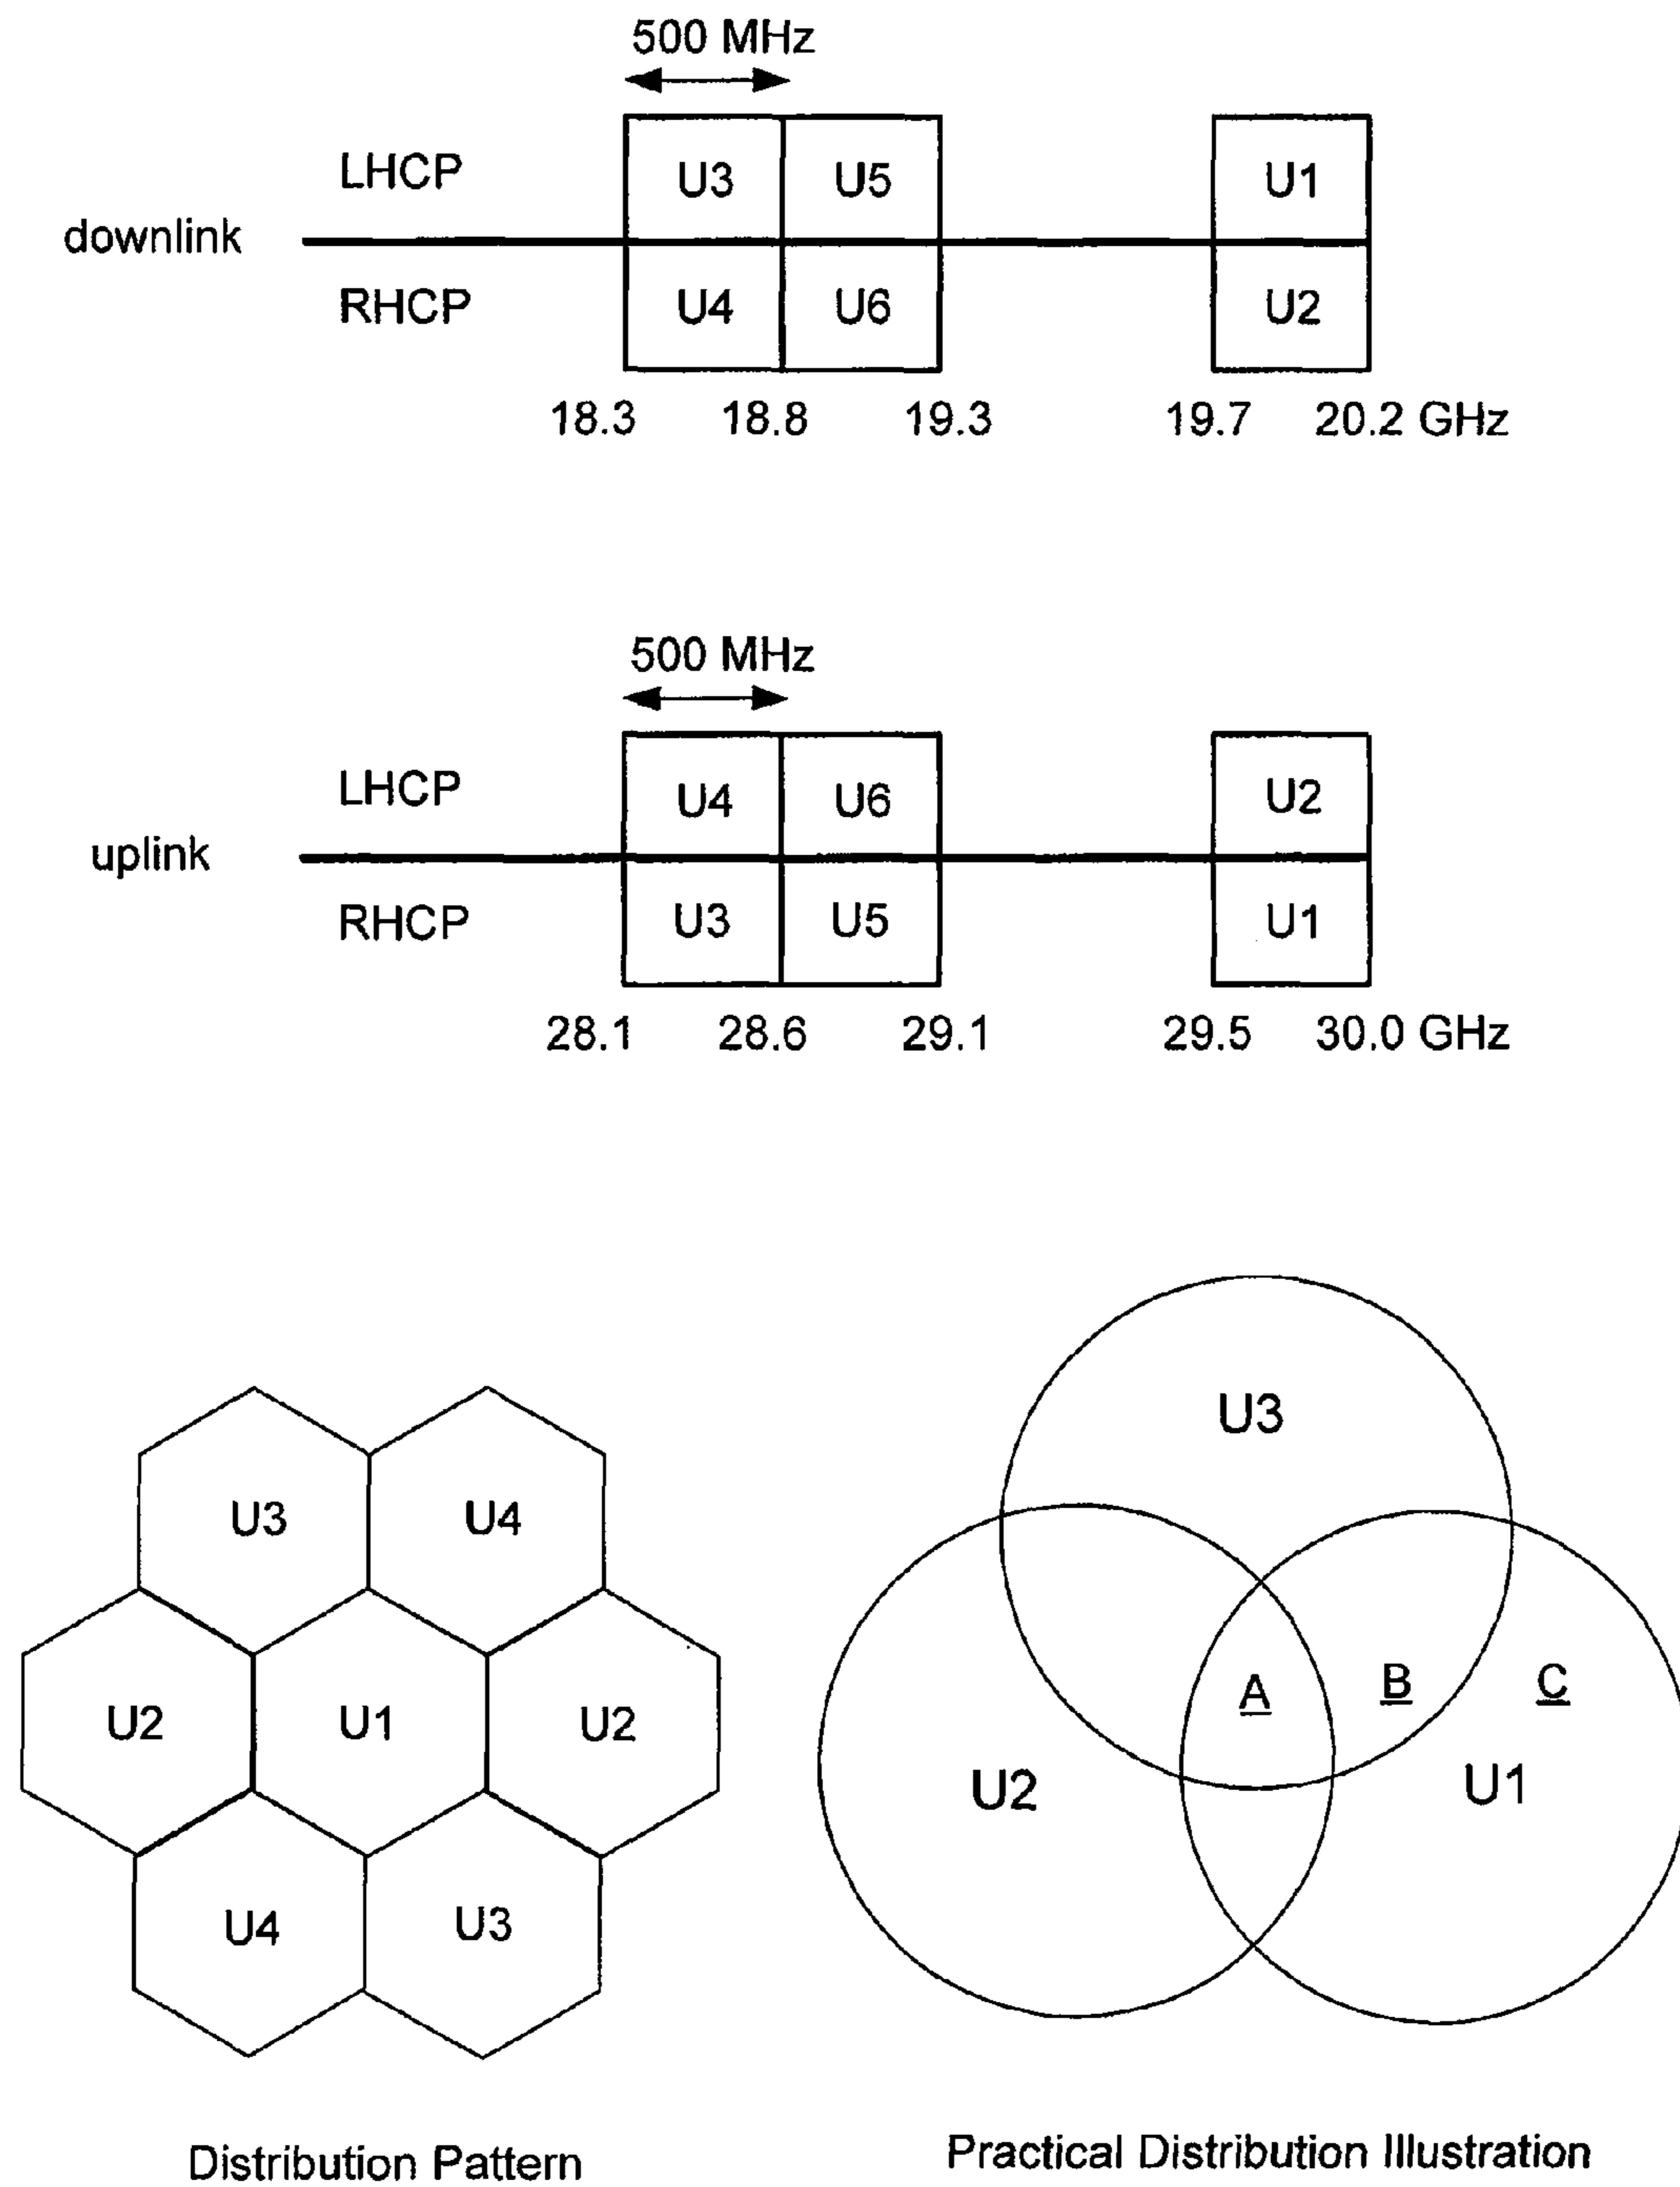 500 MHz
LHCP U3 U5 U1
downlink
RHCP U4 U6 U2
18.3 18.8 19.3 19.7 20.2 GHz
500 MHz
LHCP U4 U6 U2
uplink
RHCP U3 U5 U1
28.1 28.6 29.1 29.5 30.0 GHz
U3 U4
U2 U1 U2
U4 U3
Distribution Pattern
U3
A B C
U2 U1
Practical Distribution Illustration